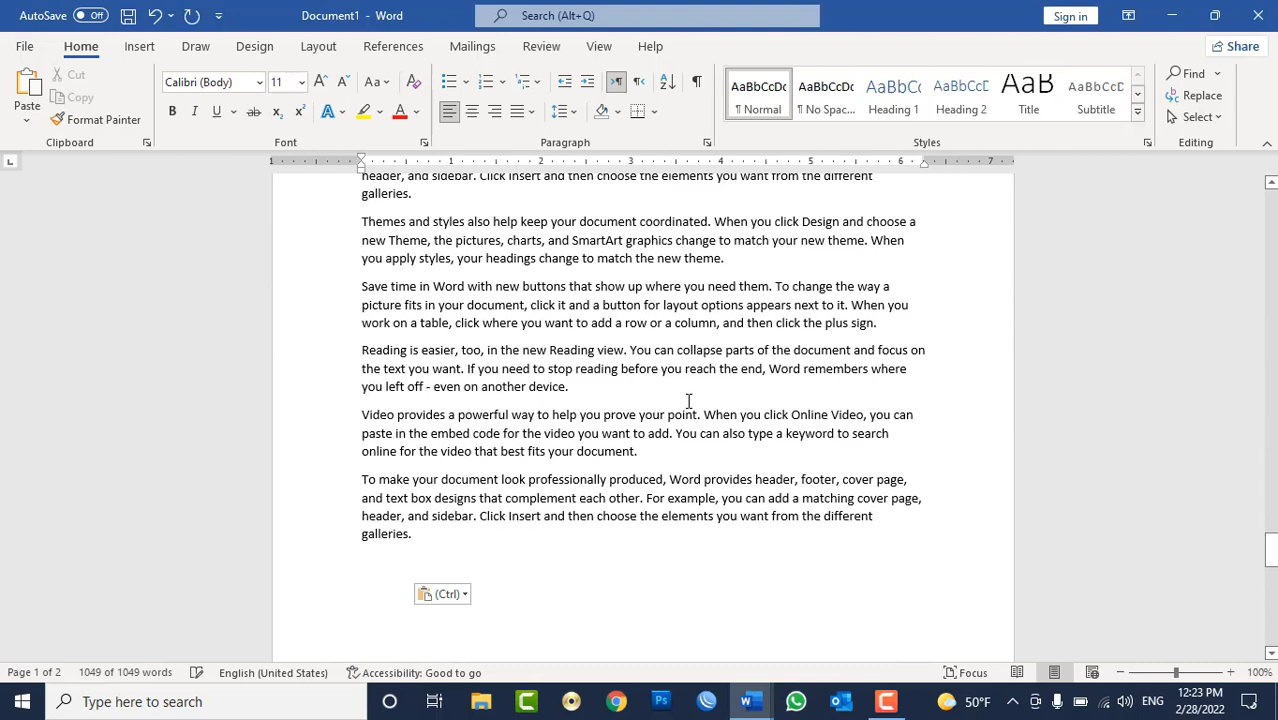 AutoSave Off Document1 - Word Search (Alt+Q) Sign in
File Home Insert Draw Design Layout References Mailings Review View Help Share
Paste Cut Copy Format Painter
Calibri (Body) 11
AaBbCcDc ¶ Normal AaBbCcDc ¶ No Spac... AaBbCc Heading 1 AaBbCcD Heading 2 AaB Title AaBbCcD Subtitle
Find Replace Select
Clipboard Font Paragraph Styles Editing
1 1 2 3 4 5 6 7
header, and sidebar. Click Insert and then choose the elements you want from the different
galleries.
Themes and styles also help keep your document coordinated. When you click Design and choose a
new Theme, the pictures, charts, and SmartArt graphics change to match your new theme. When
you apply styles, your headings change to match the new theme.
Save time in Word with new buttons that show up where you need them. To change the way a
picture fits in your document, click it and a button for layout options appears next to it. When you
work on a table, click where you want to add a row or a column, and then click the plus sign.
Reading is easier, too, in the new Reading view. You can collapse parts of the document and focus on
the text you want. If you need to stop reading before you reach the end, Word remembers where
you left off - even on another device.
Video provides a powerful way to help you prove your point. When you click Online Video, you can
paste in the embed code for the video you want to add. You can also type a keyword to search
online for the video that best fits your document.
To make your document look professionally produced, Word provides header, footer, cover page,
and text box designs that complement each other. For example, you can add a matching cover page,
header, and sidebar. Click Insert and then choose the elements you want from the different
galleries.
(Ctrl)
Page 1 of 2 1049 of 1049 words English (United States) Accessibility: Good to go Focus 100%
Type here to search 50°F ENG 12:23 PM
2/28/2022